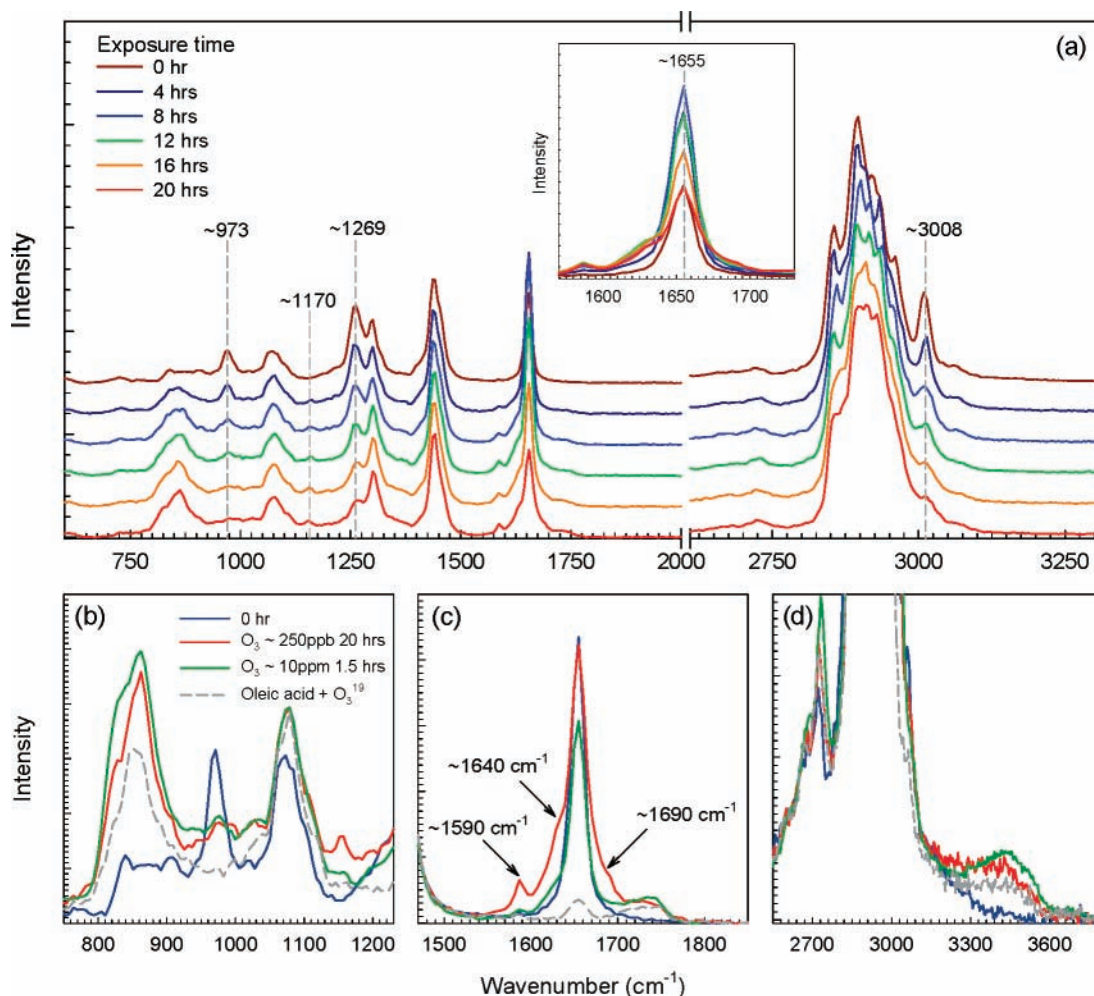 (a)
Exposure time
0 hr
4 hrs
8 hrs
12 hrs
16 hrs
20 hrs
~973
~1170
~1269
~1655
~3008
Intensity
1600
1650
1700
Intensity
750
1000
1250
1500
1750
2000
2750
3000
3250
(b)
0 hr
O₃ ~ 250ppb 20 hrs
O₃ ~ 10ppm 1.5 hrs
Oleic acid + O₃¹⁹
Intensity
800
900
1000
1100
1200
(c)
~1640 cm⁻¹
~1590 cm⁻¹
~1690 cm⁻¹
1500
1600
1700
1800
(d)
2700
3000
3300
3600
Wavenumber (cm⁻¹)